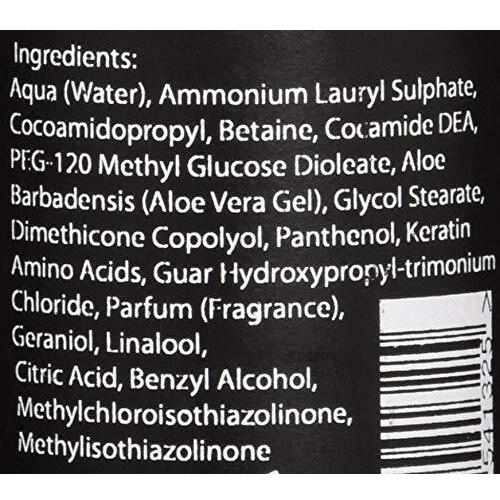 Ingredients:
Aqua (Water), Ammonium Lauryl Sulphate,
Cocoamidopropyl, Betaine, Cocamide DEA,
PEG-120 Methyl Glucose Dioleate, Aloe
Barbadensis (Aloe Vera Gel), Glycol Stearate,
Dimethicone Copolyol, Panthenol, Keratin
Amino Acids, Guar Hydroxypropyl-trimonium
Chloride, Parfum (Fragrance),
Geraniol, Linalool,
Citric Acid, Benzyl Alcohol,
Methylchloroisothiazolinone,
Methylisothiazolinone